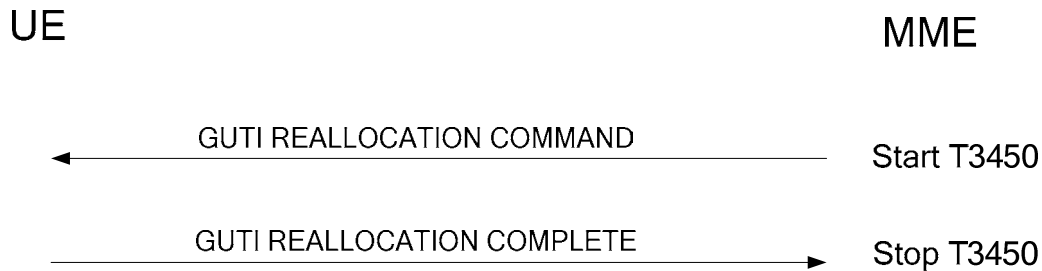 UE
MME
GUTI REALLOCATION COMMAND
Start T3450
GUTI REALLOCATION COMPLETE
Stop T3450